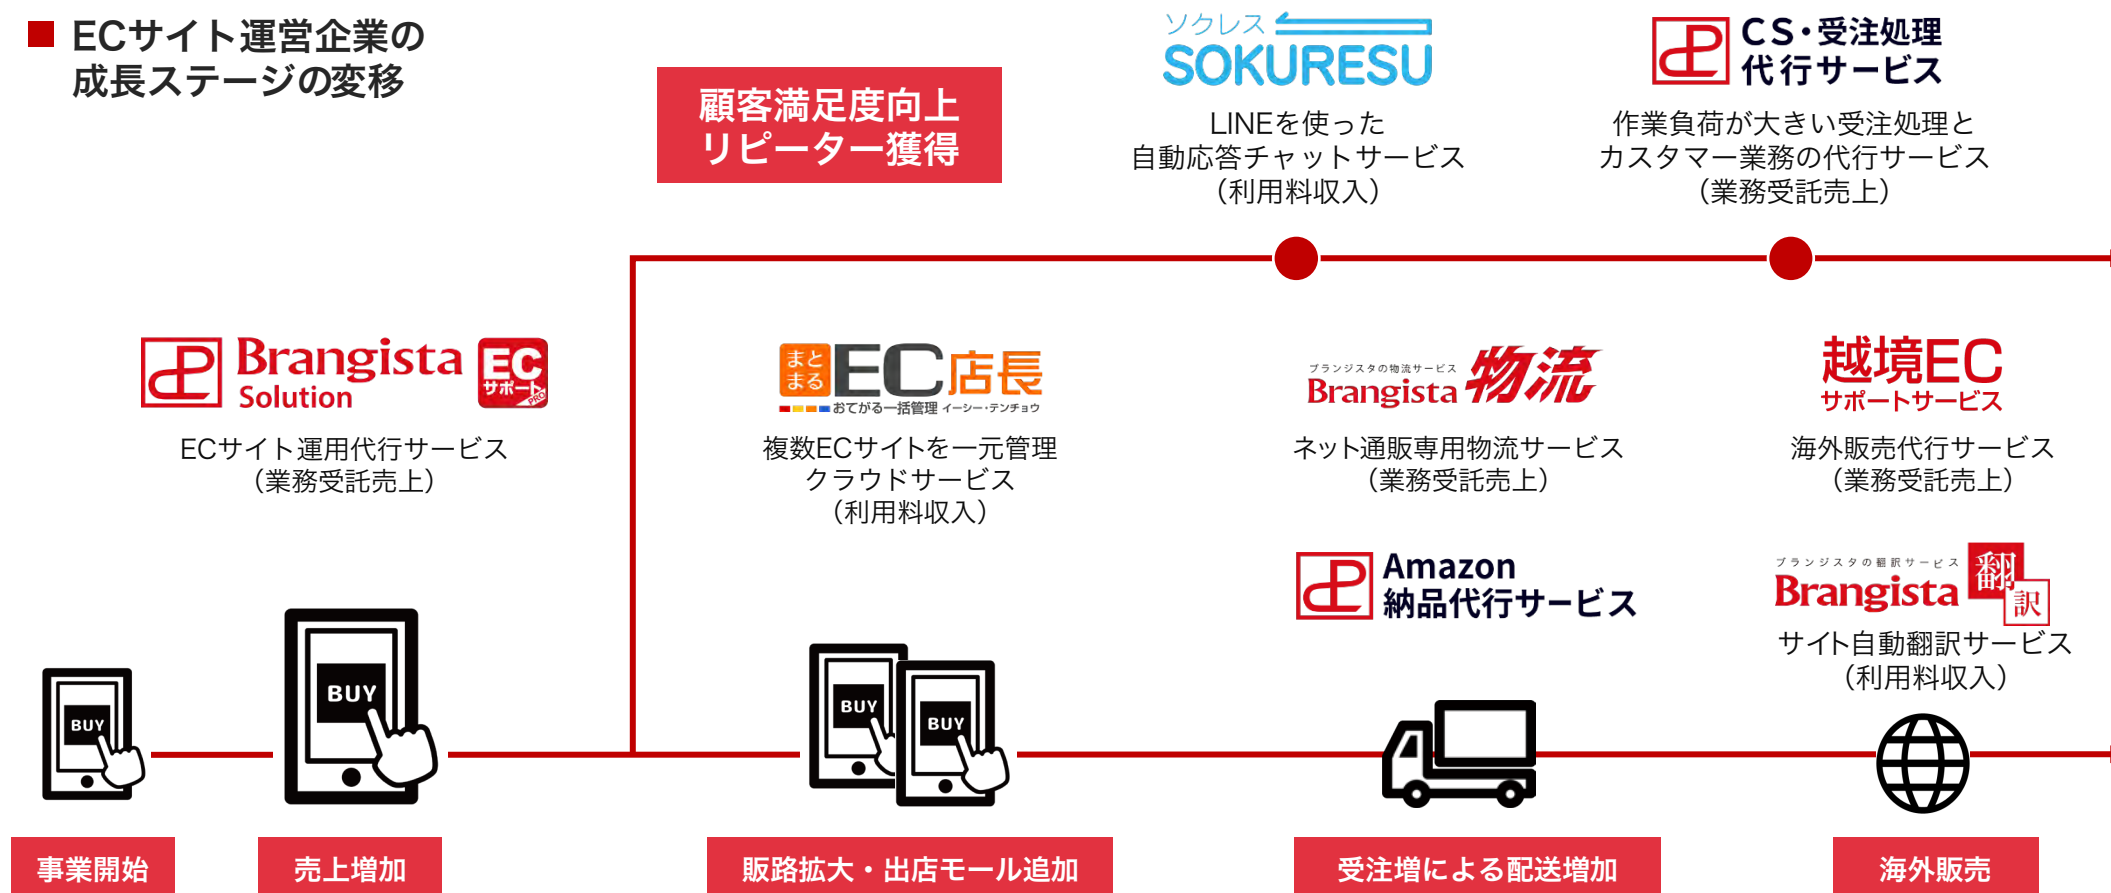 ECサイト運営企業の
成長ステージの変移
顧客満足度向上
リピーター獲得
ソクレス
SOKURESU
LINEを使った
自動応答チャットサービス
（利用料収入）
CS・受注処理
代行サービス
作業負荷が大きい受注処理と
カスタマー業務の代行サービス
（業務受託売上）
Brangista
Solution
EC
サポート
PRO
ECサイト運用代行サービス
（業務受託売上）
まとまる
EC店長
おてがる一括管理 イーシー・テンチョウ
複数ECサイトを一元管理
クラウドサービス
（利用料収入）
ブランジスタの物流サービス
Brangista 物流
ネット通販専用物流サービス
（業務受託売上）
越境EC
サポートサービス
海外販売代行サービス
（業務受託売上）
Amazon
納品代行サービス
ブランジスタの翻訳サービス
Brangista 翻訳
サイト自動翻訳サービス
（利用料収入）
BUY
BUY
BUY
BUY
事業開始
売上増加
販路拡大・出店モール追加
受注増による配送増加
海外販売